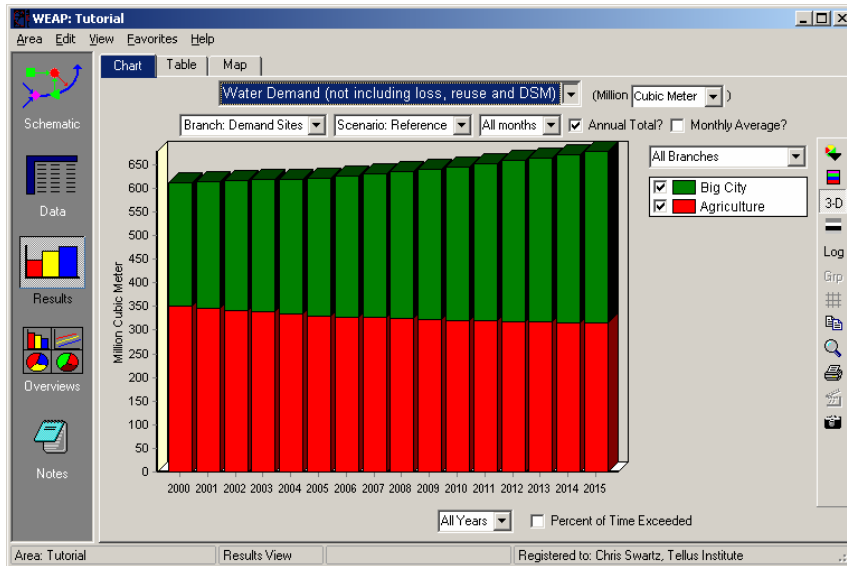 WEAP: Tutorial
Area Edit View Favorites Help
Chart Table Map
Water Demand (not including loss, reuse and DSM) (Million Cubic Meter )
Branch: Demand Sites Scenario: Reference All months Annual Total? Monthly Average?
All Branches
Big City
Agriculture
Schematic
Data
Results
Overviews
Notes
Million Cubic Meter
650
600
550
500
450
400
350
300
250
200
150
100
50
0
2000 2001 2002 2003 2004 2005 2006 2007 2008 2009 2010 2011 2012 2013 2014 2015
3-D
Log
Grp
All Years Percent of Time Exceeded
Area: Tutorial Results View Registered to: Chris Swartz, Tellus Institute